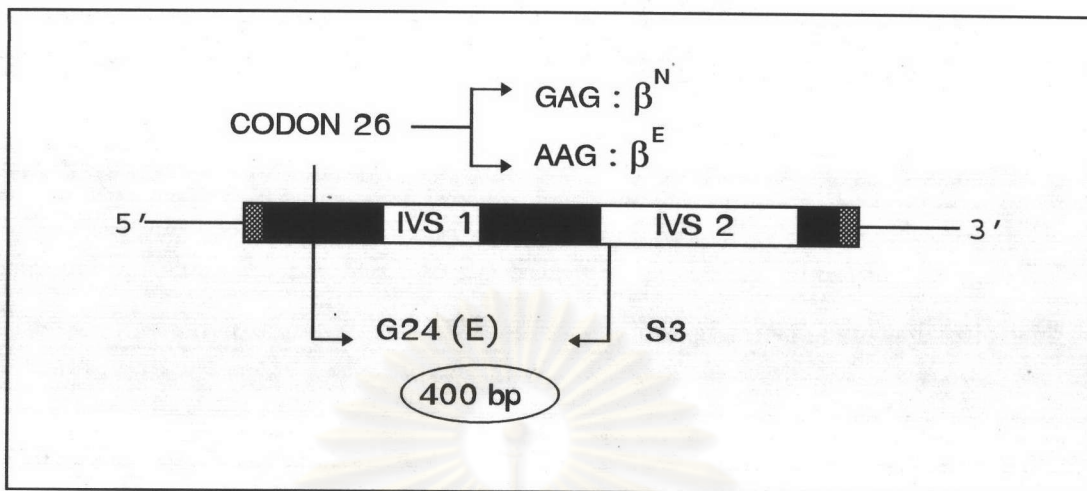 GAG : β^N
CODON 26
AAG : β^E
5′ IVS 1 IVS 2 3′
G24 (E) S3
400 bp